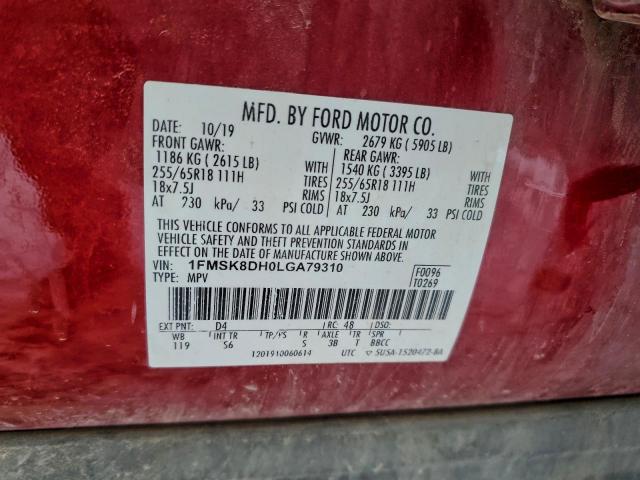 MFD. BY FORD MOTOR CO.
DATE: 10/19 GVWR: 2679 KG ( 5905 LB)
FRONT GAWR: REAR GAWR:
1186 KG ( 2615 LB) WITH 1540 KG ( 3395 LB) WITH
255/65R18 111H TIRES 255/65R18 111H TIRES
18x7.5J RIMS 18x7.5J RIMS
AT 230 kPa/ 33 PSI COLD AT 230 kPa/ 33 PSI COLD
THIS VEHICLE CONFORMS TO ALL APPLICABLE FEDERAL MOTOR
VEHICLE SAFETY AND THEFT PREVENTION STANDARDS IN
EFFECT ON THE DATE OF MANUFACTURE SHOWN ABOVE.
VIN: 1FMSK8DH0LGA79310 F0096
TYPE: MPV T0269
EXT PNT: D4 RC: 48 DSO:
WB INT TR TP/PS R AXLE TR SPR
119 S6 S 3B T BBCC
1201910060614 UTC 5U5A-1520472-BA